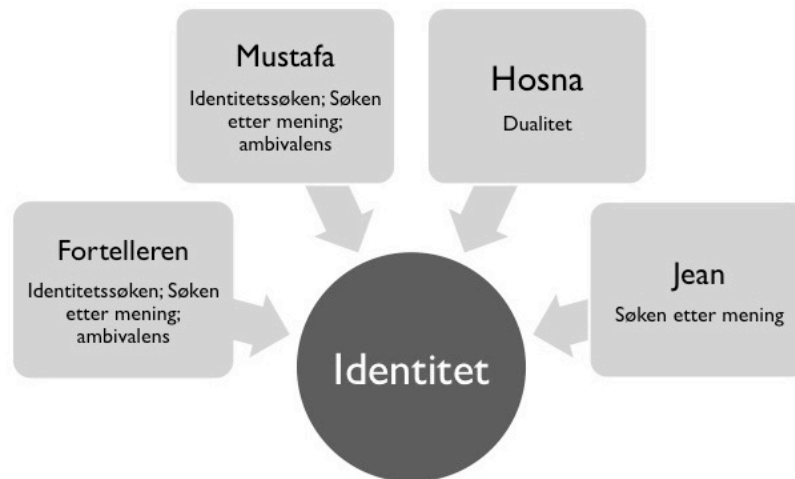 Mustafa
Identitetssøken; Søken
etter mening;
ambivalens
Hosna
Dualitet
Fortelleren
Identitetssøken; Søken
etter mening;
ambivalens
Jean
Søken etter mening
Identitet